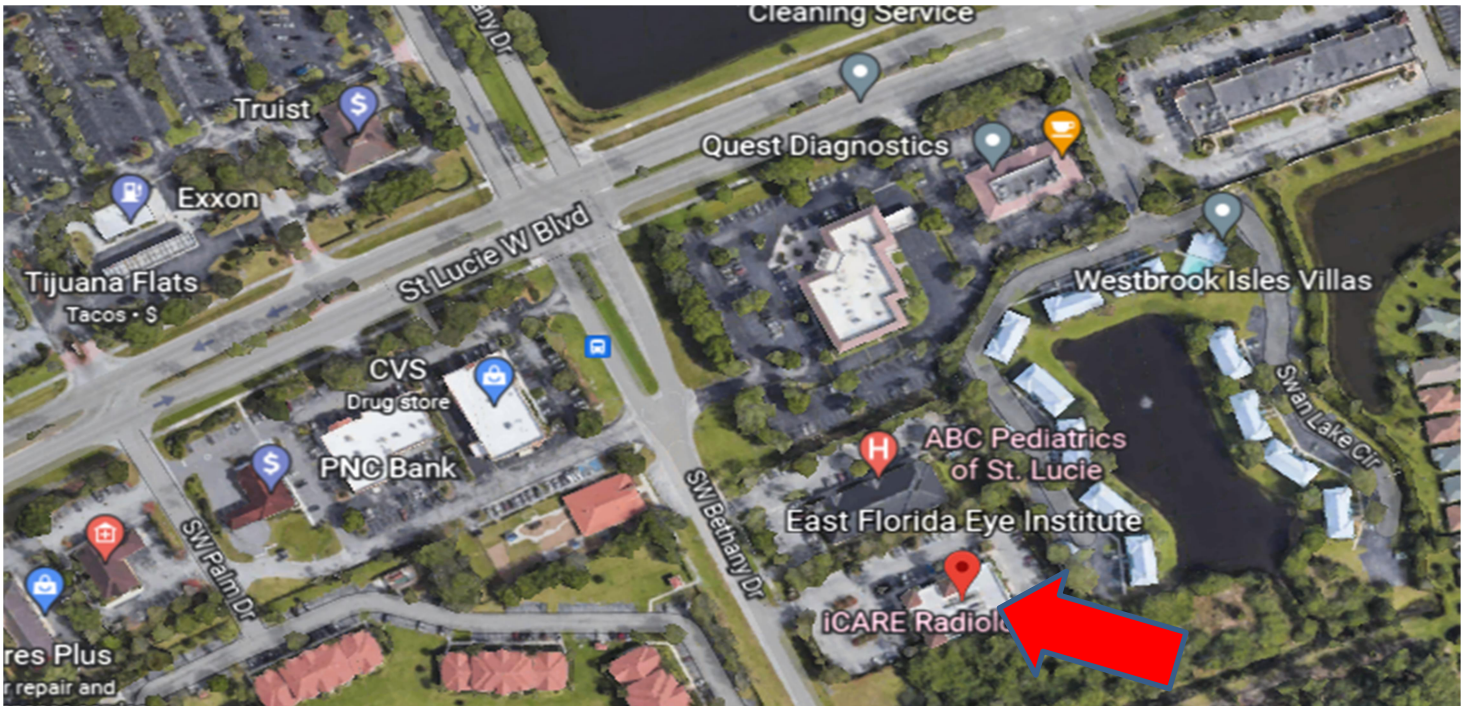 Cleaning Service
any Dr
Truist
Quest Diagnostics
Exxon
St Lucie W Blvd
Tijuana Flats
Tacos • $
Westbrook Isles Villas
CVS
Drug store
Swan Lake Cir
PNC Bank
ABC Pediatrics
of St. Lucie
SW Bethany Dr
East Florida Eye Institute
SW Palm Dr
iCARE Radiolo
res Plus
r repair and